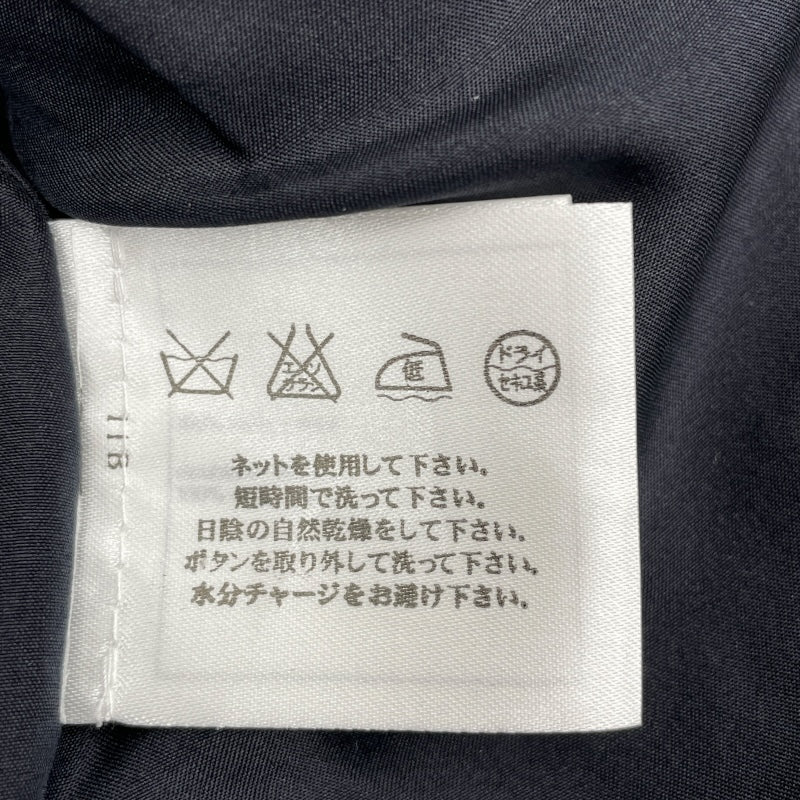 エンソ
サラシ
低
ドライ
セキユ系
ネットを使用して下さい。
短時間で洗って下さい。
日陰の自然乾燥をして下さい。
ボタンを取り外して洗って下さい。
水分チャージをお避け下さい。
11B